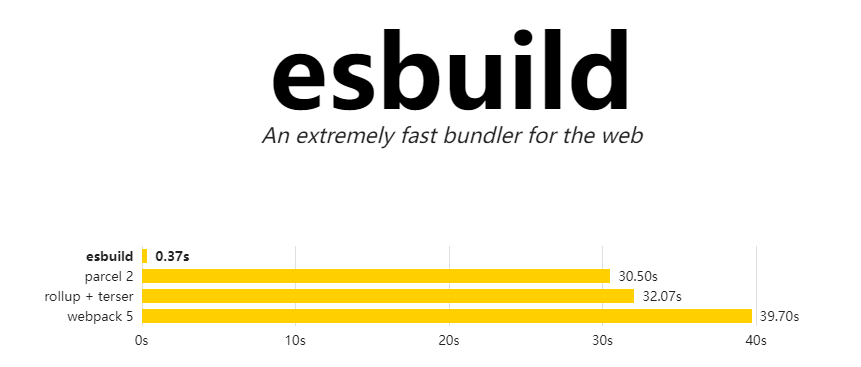 esbuild
An extremely fast bundler for the web
esbuild 0.37s
parcel 2 30.50s
rollup + terser 32.07s
webpack 5 39.70s
0s 10s 20s 30s 40s